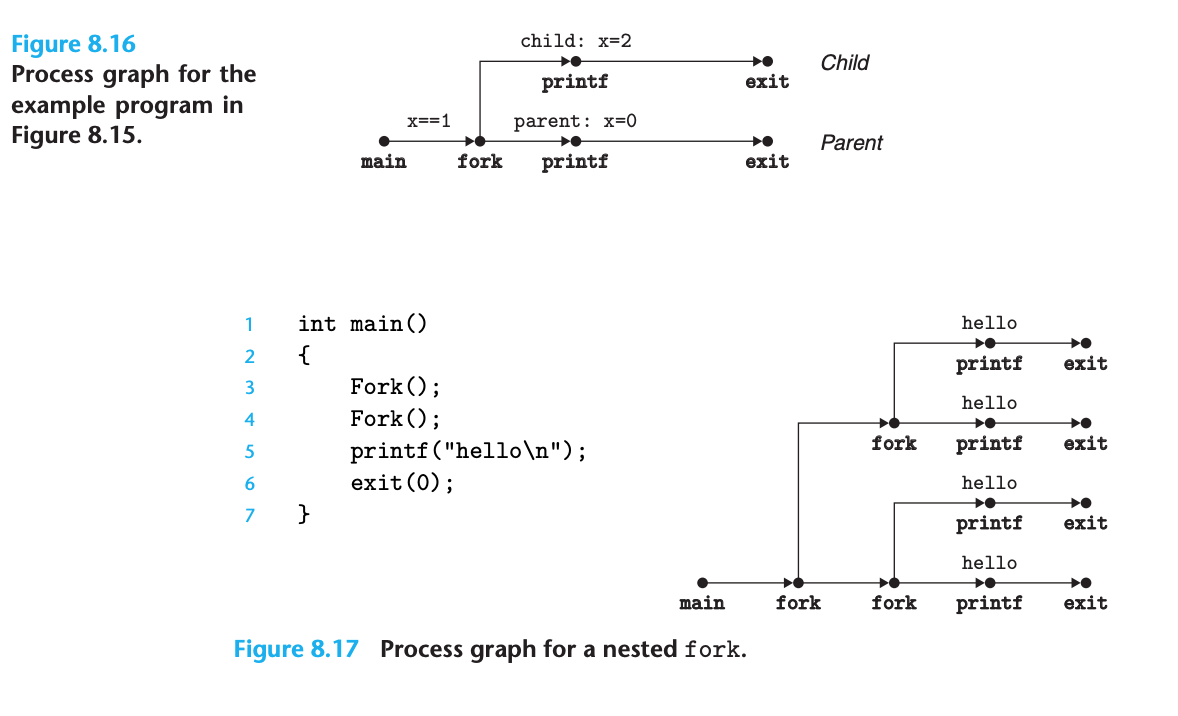 Figure 8.16
Process graph for the
example program in
Figure 8.15.
child: x=2
printf
exit
Child
x==1
parent: x=0
main
fork
printf
exit
Parent
1 int main()
2 {
3 Fork();
4 Fork();
5 printf("hello\n");
6 exit(0);
7 }
hello
printf exit
hello
fork printf exit
hello
printf exit
hello
main fork fork printf exit
Figure 8.17 Process graph for a nested fork.